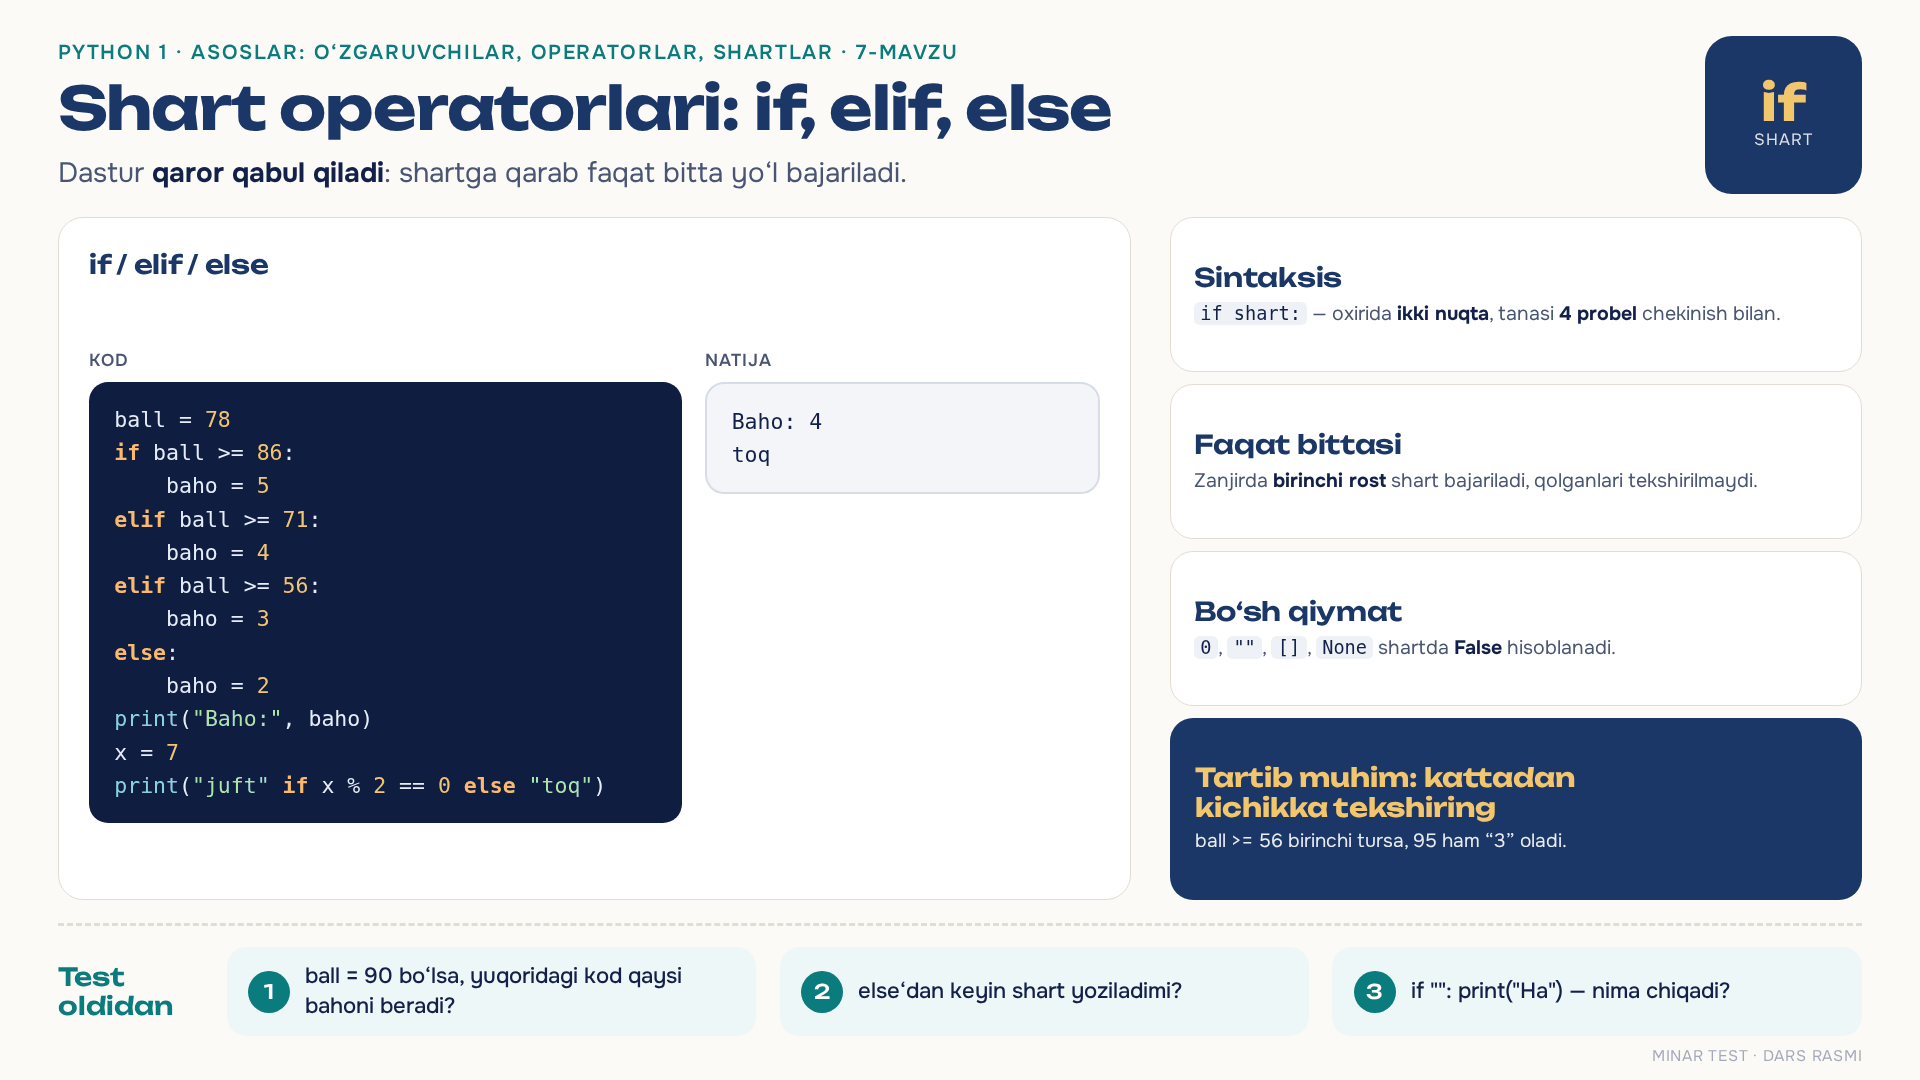 PYTHON 1 · ASOSLAR: O‘ZGARUVCHILAR, OPERATORLAR, SHARTLAR · 7-MAVZU
Shart operatorlari: if, elif, else
Dastur qaror qabul qiladi: shartga qarab faqat bitta yo‘l bajariladi.
if
SHART
if / elif / else
KOD
ball = 78
if ball >= 86:
    baho = 5
elif ball >= 71:
    baho = 4
elif ball >= 56:
    baho = 3
else:
    baho = 2
print("Baho:", baho)
x = 7
print("juft" if x % 2 == 0 else "toq")
NATIJA
Baho: 4
toq
Sintaksis
if shart: — oxirida ikki nuqta, tanasi 4 probel chekinish bilan.
Faqat bittasi
Zanjirda birinchi rost shart bajariladi, qolganlari tekshirilmaydi.
Bo‘sh qiymat
0, "", [], None shartda False hisoblanadi.
Tartib muhim: kattadan
kichikka tekshiring
ball >= 56 birinchi tursa, 95 ham “3” oladi.
Test
oldidan
1 ball = 90 bo‘lsa, yuqoridagi kod qaysi
bahoni beradi?
2 else‘dan keyin shart yoziladimi?
3 if "": print("Ha") — nima chiqadi?
MINAR TEST · DARS RASMI